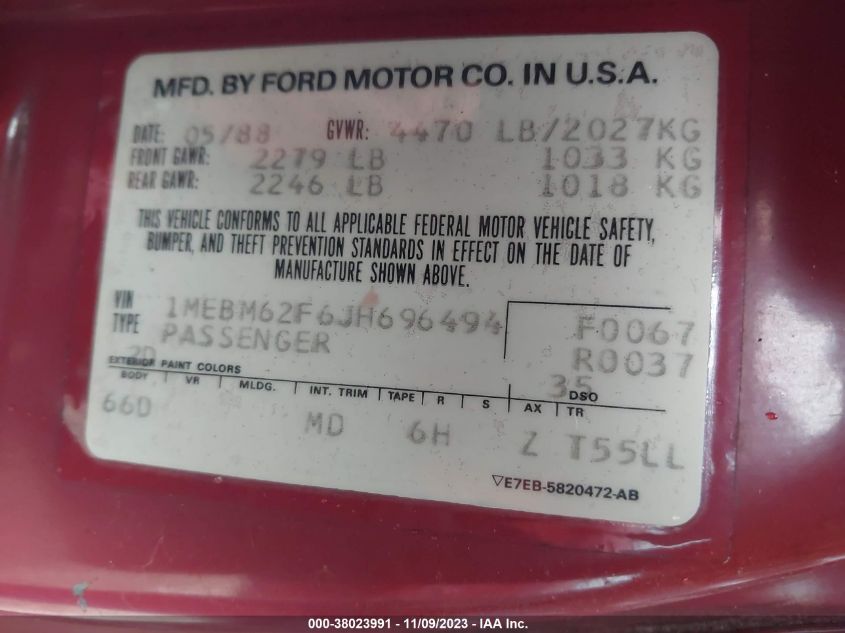 MFD. BY FORD MOTOR CO. IN U.S.A.
DATE: 05/88 GVWR: 4470 LB/2027KG
FRONT GAWR: 2279 LB 1033 KG
REAR GAWR: 2246 LB 1018 KG
THIS VEHICLE CONFORMS TO ALL APPLICABLE FEDERAL MOTOR VEHICLE SAFETY,
BUMPER, AND THEFT PREVENTION STANDARDS IN EFFECT ON THE DATE OF
MANUFACTURE SHOWN ABOVE.
VIN 1MEBM62F6JH696494 F0067
TYPE PASSENGER R0037
2D 35 DSO
EXTERIOR PAINT COLORS
BODY VR MLDG. INT. TRIM TAPE R S AX TR
66D MD 6H Z T55LL
▽E7EB-5820472-AB
000-38023991 - 11/09/2023 - IAA Inc.